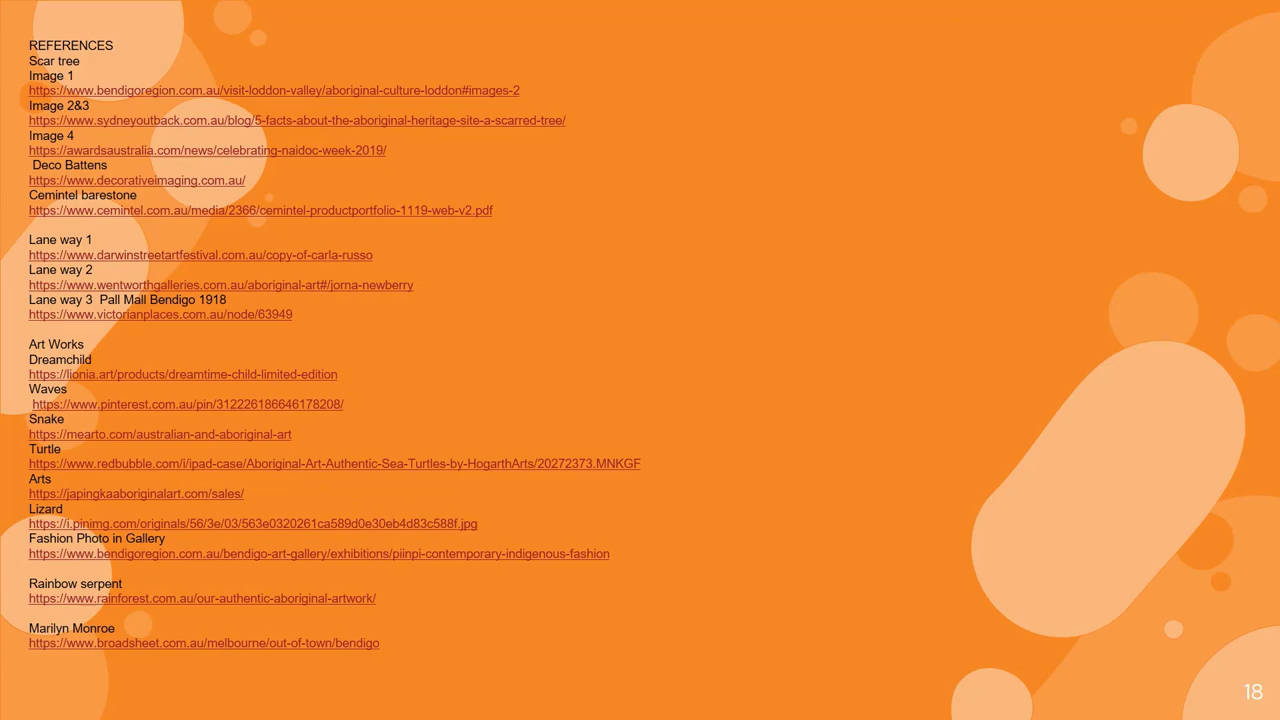 REFERENCES
Scar tree
Image 1
https://www.bendigoregion.com.au/visit-loddon-valley/aboriginal-culture-loddon#images-2
Image 2&3
https://www.sydneyoutback.com.au/blog/5-facts-about-the-aboriginal-heritage-site-a-scarred-tree/
Image 4
https://awardsaustralia.com/news/celebrating-naidoc-week-2019/
Deco Battens
https://www.decorativeimaging.com.au/
Cemintel barestone
https://www.cemintel.com.au/media/2366/cemintel-productportfolio-1119-web-v2.pdf
Lane way 1
https://www.darwinstreetartfestival.com.au/copy-of-carla-russo
Lane way 2
https://www.wentworthgalleries.com.au/aboriginal-art#/jorna-newberry
Lane way 3  Pall Mall Bendigo 1918
https://www.victorianplaces.com.au/node/63949
Art Works
Dreamchild
https://lionia.art/products/dreamtime-child-limited-edition
Waves
https://www.pinterest.com.au/pin/312226186646178208/
Snake
https://mearto.com/australian-and-aboriginal-art
Turtle
https://www.redbubble.com/i/ipad-case/Aboriginal-Art-Authentic-Sea-Turtles-by-HogarthArts/20272373.MNKGF
Arts
https://japingkaaboriginalart.com/sales/
Lizard
https://i.pinimg.com/originals/56/3e/03/563e0320261ca589d0e30eb4d83c588f.jpg
Fashion Photo in Gallery
https://www.bendigoregion.com.au/bendigo-art-gallery/exhibitions/piinpi-contemporary-indigenous-fashion
Rainbow serpent
https://www.rainforest.com.au/our-authentic-aboriginal-artwork/
Marilyn Monroe
https://www.broadsheet.com.au/melbourne/out-of-town/bendigo
18